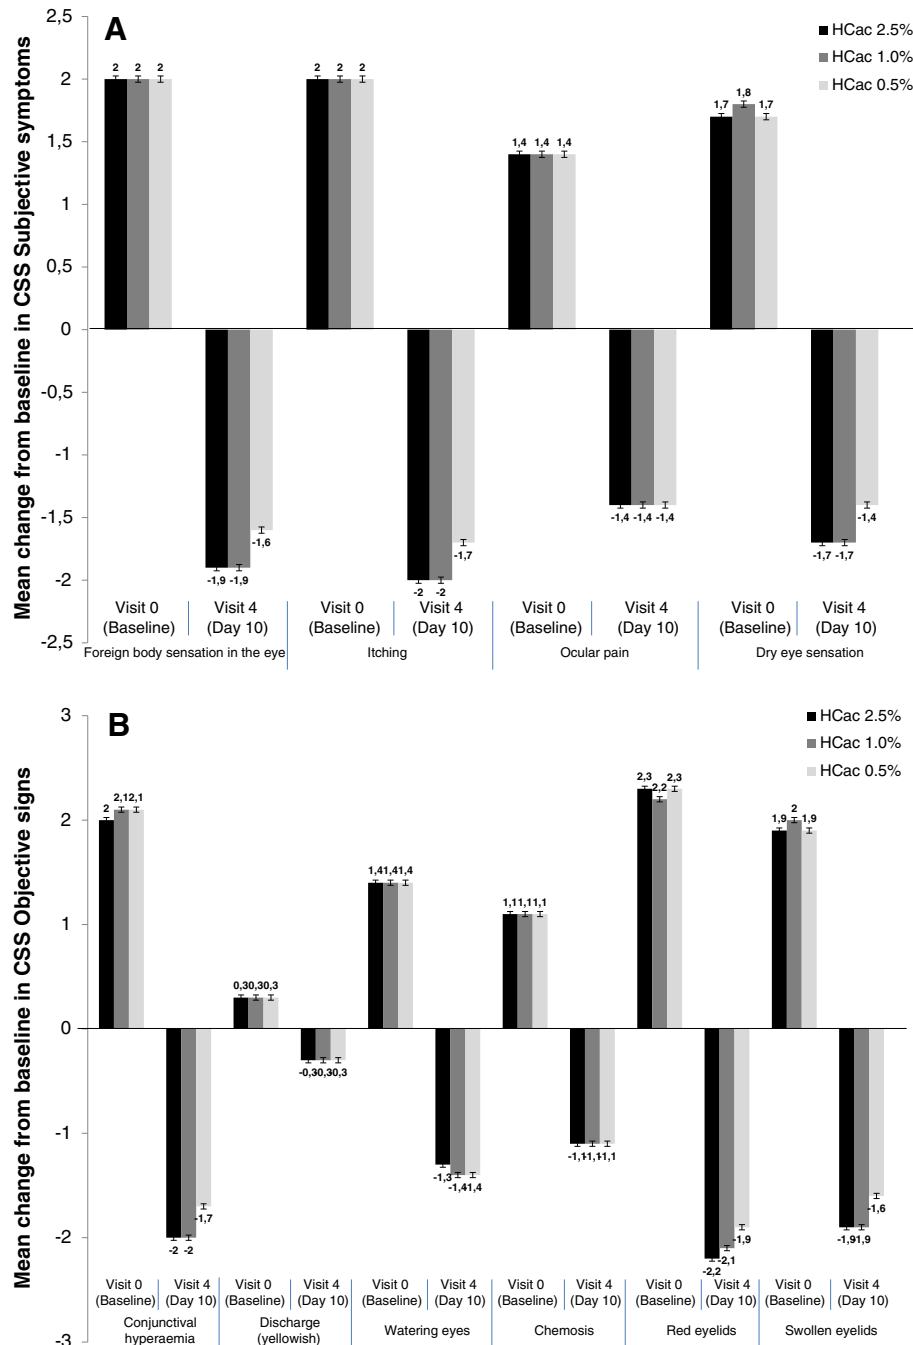 A
HCac 2.5%
HCac 1.0%
HCac 0.5%
Mean change from baseline in CSS Subjective symptoms
2,5
2
1,5
1
0,5
0
-0,5
-1
-1,5
-2
-2,5
2 2 2
-1,9 -1,9 -1,6
2 2 2
-2 -2 -1,7
1,4 1,4 1,4
-1,4 -1,4 -1,4
1,7 1,8 1,7
-1,7 -1,7 -1,4
Visit 0 Visit 4 Visit 0 Visit 4 Visit 0 Visit 4 Visit 0 Visit 4
(Baseline) (Day 10) (Baseline) (Day 10) (Baseline) (Day 10) (Baseline) (Day 10)
Foreign body sensation in the eye Itching Ocular pain Dry eye sensation
B
HCac 2.5%
HCac 1.0%
HCac 0.5%
Mean change from baseline in CSS Objective signs
3
2
1
0
-1
-2
-3
2 2,1 2,1
-2 -2 -1,7
0,3 0,3 0,3
-0,3 -0,3 -0,3
1,4 1,4 1,4
-1,3 -1,4 -1,4
1,1 1,1 1,1
-1,1 -1,1 -1,1
2,3 2,2 2,3
-2,2 -2,1 -1,9
1,9 2 1,9
-1,9 -1,9 -1,6
Visit 0 Visit 4 Visit 0 Visit 4 Visit 0 Visit 4 Visit 0 Visit 4 Visit 0 Visit 4 Visit 0 Visit 4
(Baseline) (Day 10) (Baseline) (Day 10) (Baseline) (Day 10) (Baseline) (Day 10) (Baseline) (Day 10) (Baseline) (Day 10)
Conjunctival hyperaemia Discharge (yellowish) Watering eyes Chemosis Red eyelids Swollen eyelids